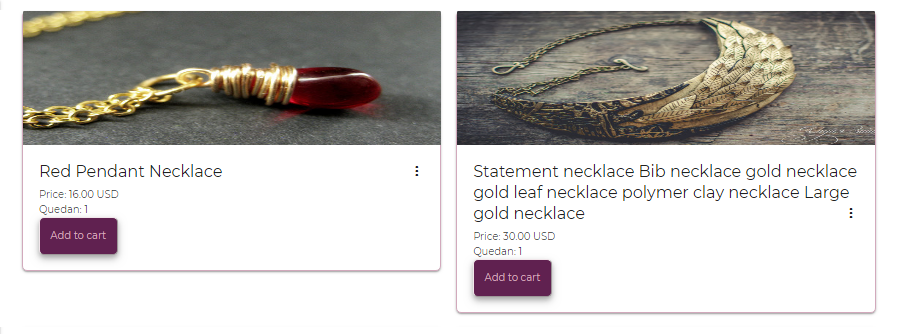 Red Pendant Necklace
Price: 16.00 USD
Quedan: 1
Add to cart
Statement necklace Bib necklace gold necklace
gold leaf necklace polymer clay necklace Large
gold necklace
Price: 30.00 USD
Quedan: 1
Add to cart